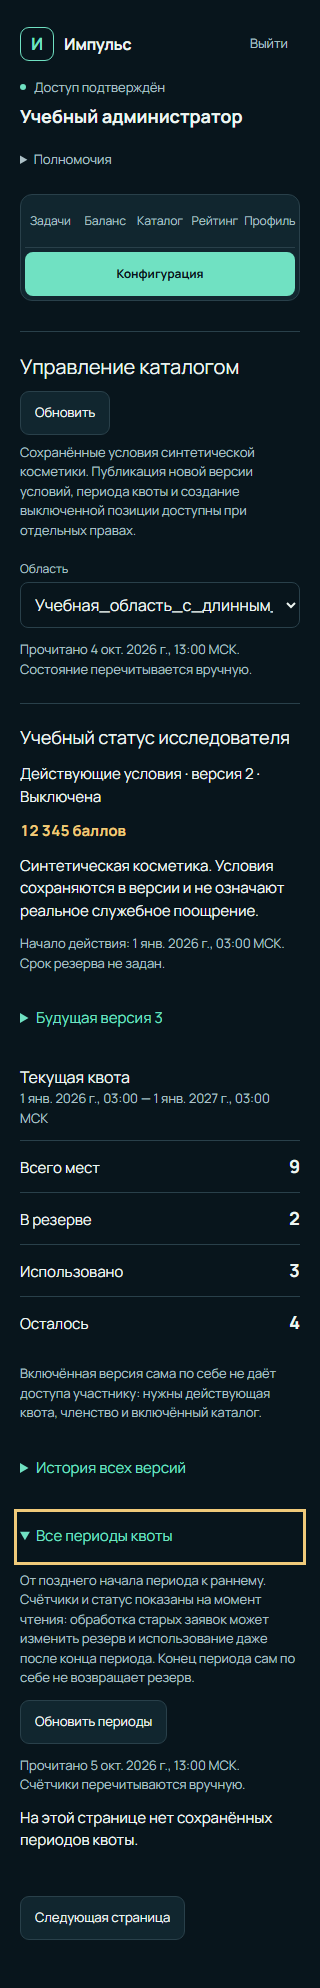 И Импульс
Выйти
Доступ подтверждён
Учебный администратор
Полномочия
Задачи Баланс Каталог Рейтинг Профиль
Конфигурация
Управление каталогом
Обновить
Сохранённые условия синтетической
косметики. Публикация новой версии
условий, периода квоты и создание
выключенной позиции доступны при
отдельных правах.
Область
Учебная_область_с_длинным_
Прочитано 4 окт. 2026 г., 13:00 МСК.
Состояние перечитывается вручную.
Учебный статус исследователя
Действующие условия · версия 2 ·
Выключена
12 345 баллов
Синтетическая косметика. Условия
сохраняются в версии и не означают
реальное служебное поощрение.
Начало действия: 1 янв. 2026 г., 03:00 МСК.
Срок резерва не задан.
Будущая версия 3
Текущая квота
1 янв. 2026 г., 03:00 — 1 янв. 2027 г., 03:00
МСК
Всего мест 9
В резерве 2
Использовано 3
Осталось 4
Включённая версия сама по себе не даёт
доступа участнику: нужны действующая
квота, членство и включённый каталог.
История всех версий
Все периоды квоты
От позднего начала периода к раннему.
Счётчики и статус показаны на момент
чтения: обработка старых заявок может
изменить резерв и использование даже
после конца периода. Конец периода сам по
себе не возвращает резерв.
Обновить периоды
Прочитано 5 окт. 2026 г., 13:00 МСК.
Счётчики перечитываются вручную.
На этой странице нет сохранённых
периодов квоты.
Следующая страница